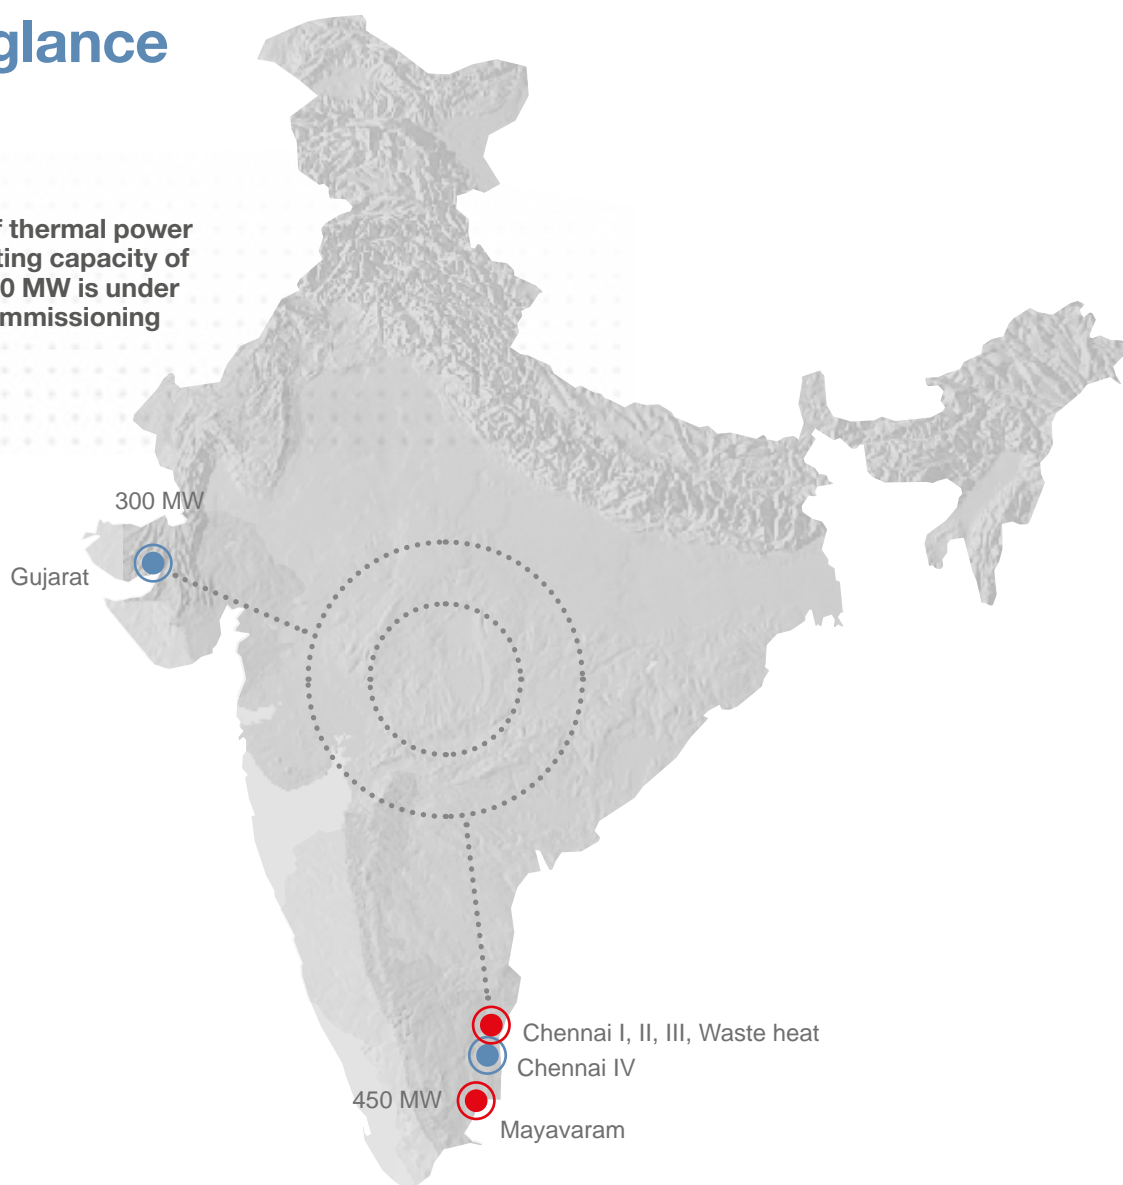 glance
thermal power
ting capacity of
0 MW is under
mmissioning
300 MW
Gujarat
Chennai I, II, III, Waste heat
Chennai IV
450 MW
Mayavaram